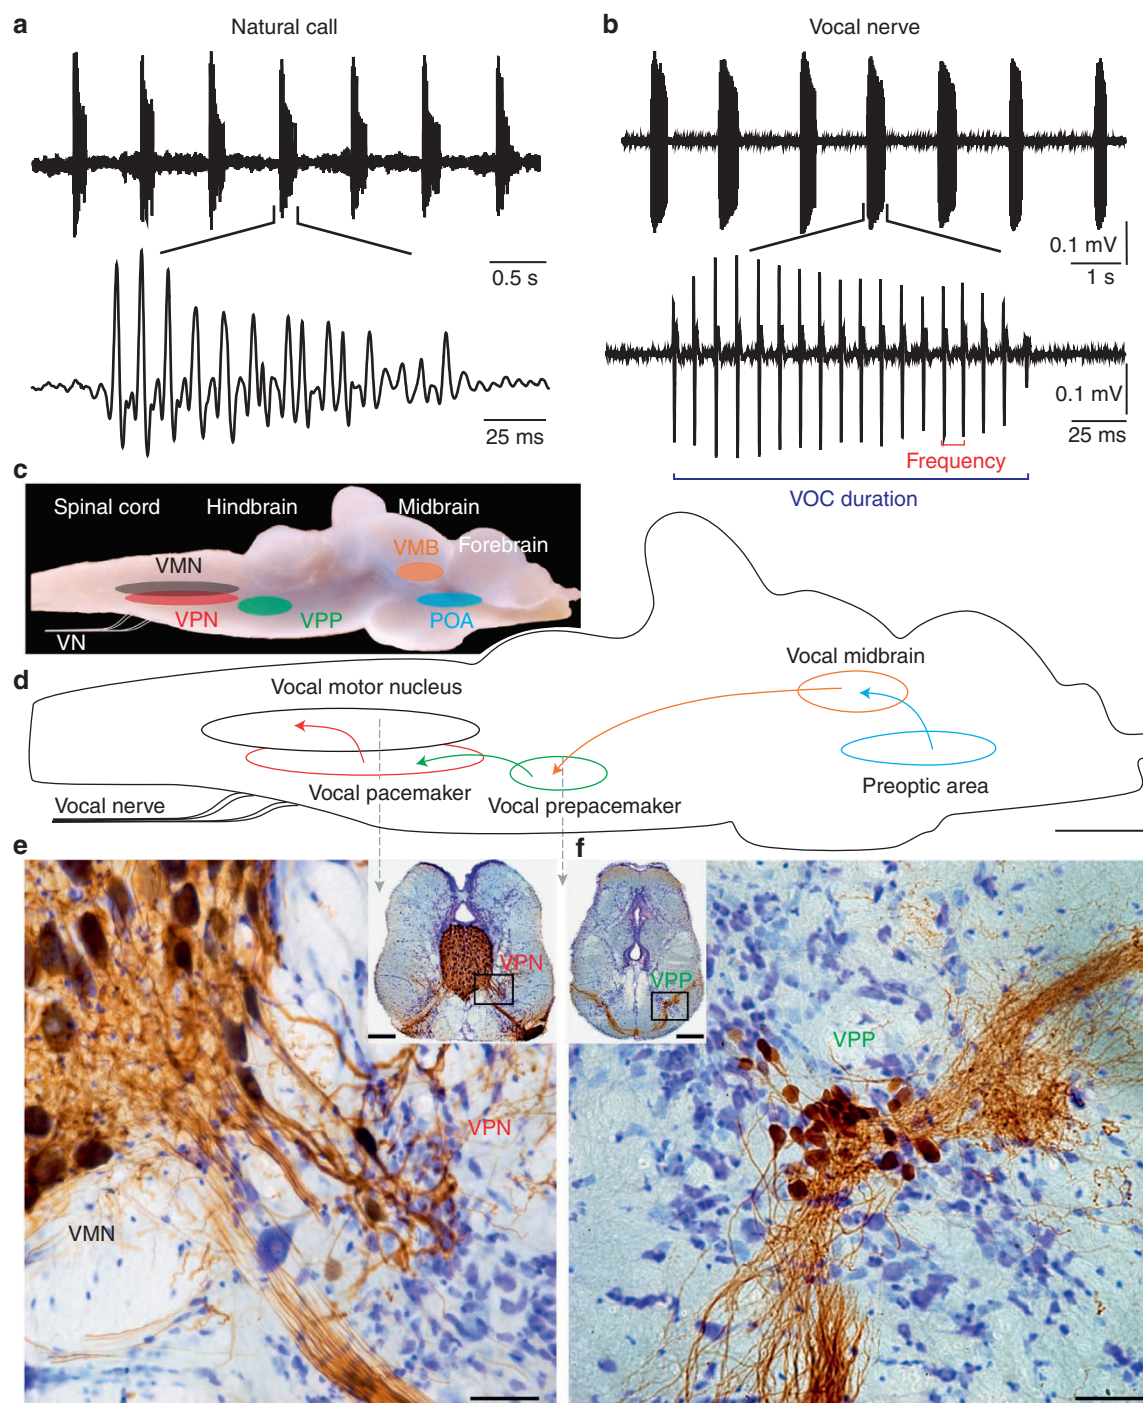 a
Natural call
0.5 s
25 ms
b
Vocal nerve
0.1 mV
1 s
0.1 mV
25 ms
Frequency
VOC duration
c
Spinal cord
Hindbrain
Midbrain
Forebrain
VMB
VMN
VPN
VPP
POA
VN
d
Vocal midbrain
Vocal motor nucleus
Vocal pacemaker
Vocal prepacemaker
Preoptic area
Vocal nerve
e
VPN
VPN
VMN
f
VPP
VPP